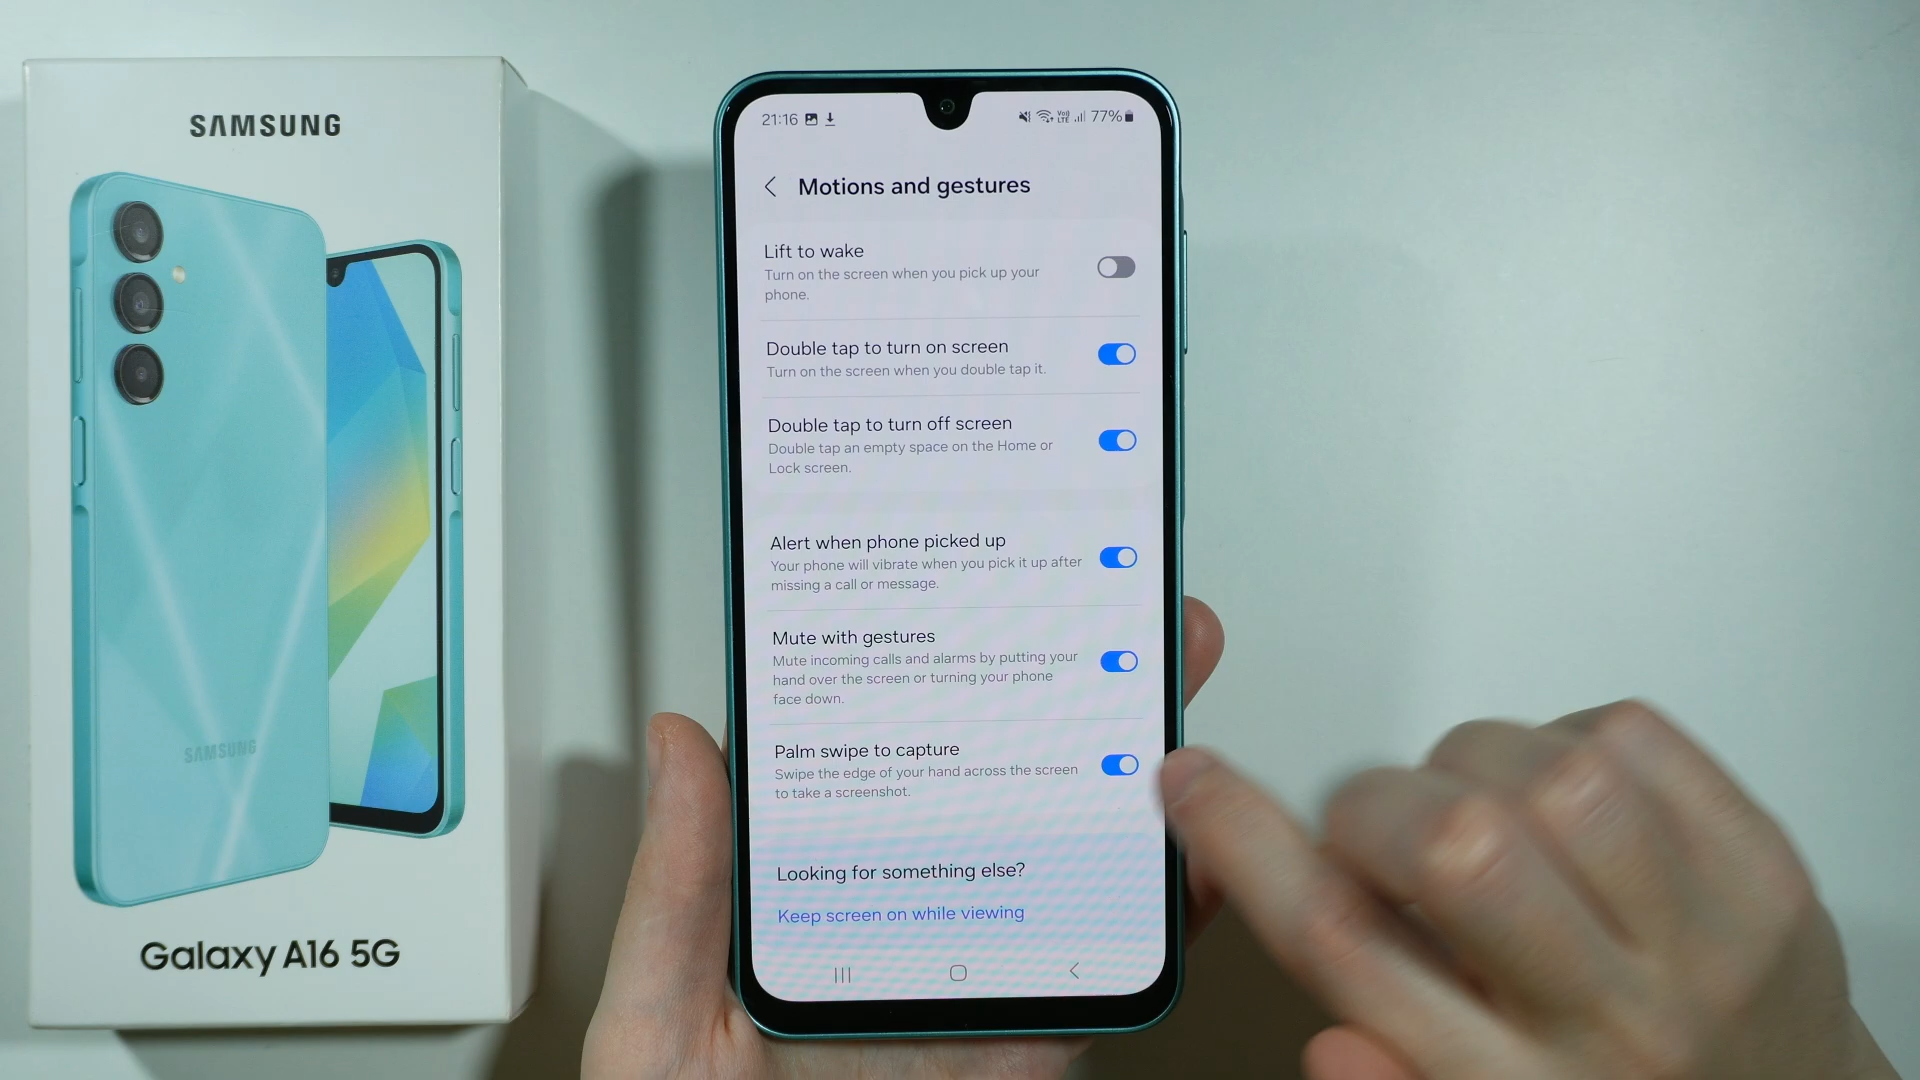 SAMSUNG
SAMSUNG
Galaxy A16 5G
21:16
Vo))
LTE
77%
Motions and gestures
Lift to wake
Turn on the screen when you pick up your
phone.
Double tap to turn on screen
Turn on the screen when you double tap it.
Double tap to turn off screen
Double tap an empty space on the Home or
Lock screen.
Alert when phone picked up
Your phone will vibrate when you pick it up after
missing a call or message.
Mute with gestures
Mute incoming calls and alarms by putting your
hand over the screen or turning your phone
face down.
Palm swipe to capture
Swipe the edge of your hand across the screen
to take a screenshot.
Looking for something else?
Keep screen on while viewing